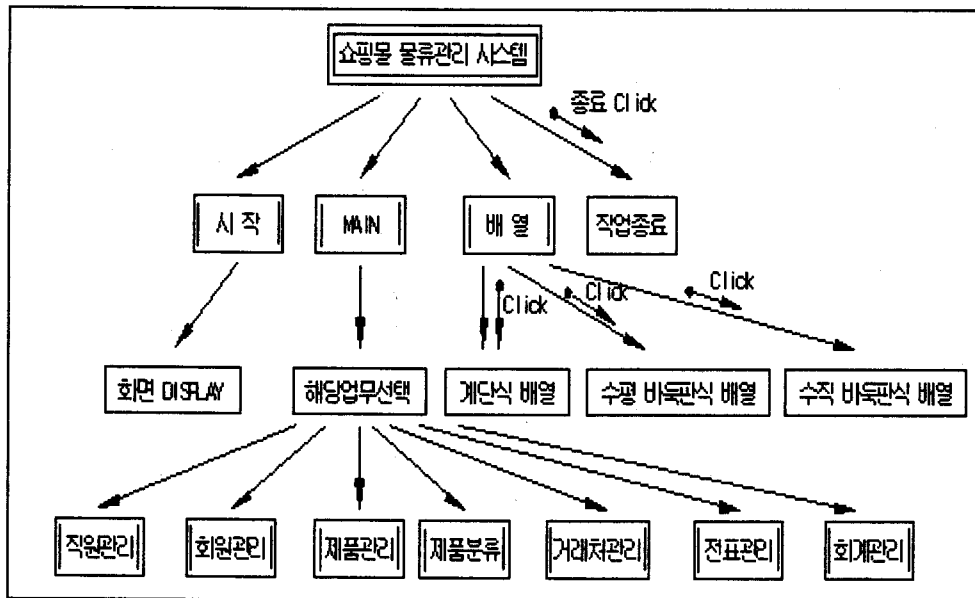 쇼핑몰 물류관리 시스템
종료 Click
시 작
MAIN
배 열
작업종료
Click
Click
Click
화면 DISPLAY
해당업무선택
계단식 배열
수평 바둑판식 배열
수직 바둑판식 배열
직원관리
회원관리
제품관리
제품분류
거래처관리
전표관리
회계관리